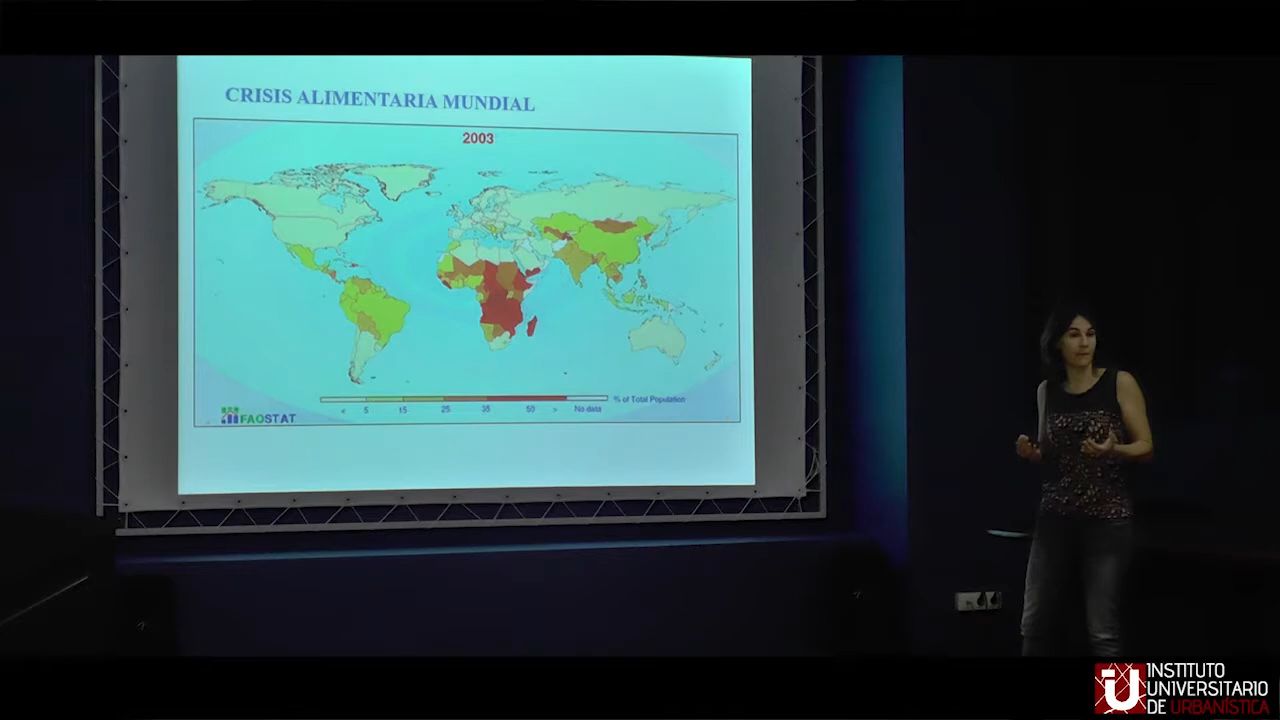 CRISIS ALIMENTARIA MUNDIAL
2003
< 5 15 25 35 50 > No data % of Total Population
FAOSTAT
INSTITUTO
UNIVERSITARIO
DE URBANÍSTICA